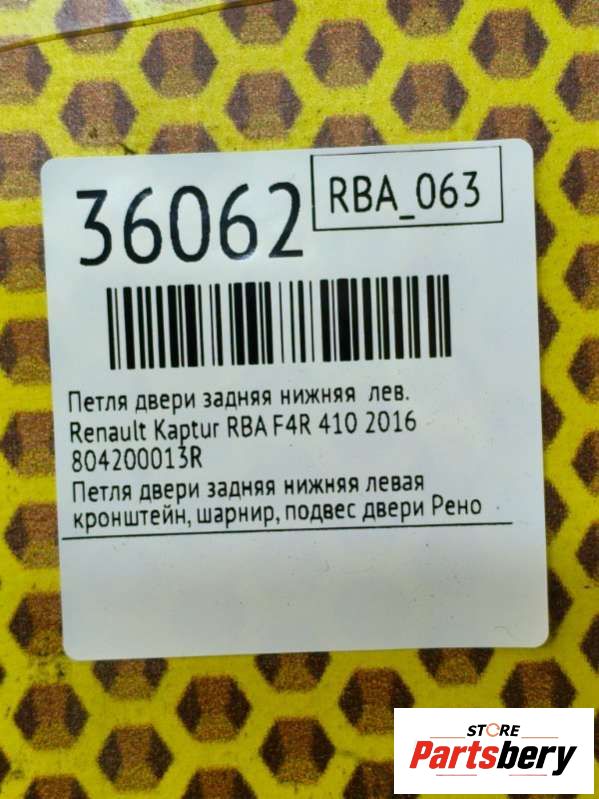 36062
RBA_063
Петля двери задняя нижняя лев.
Renault Kaptur RBA F4R 410 2016
804200013R
Петля двери задняя нижняя левая
кронштейн, шарнир, подвес двери Рено
STORE
Partsbery